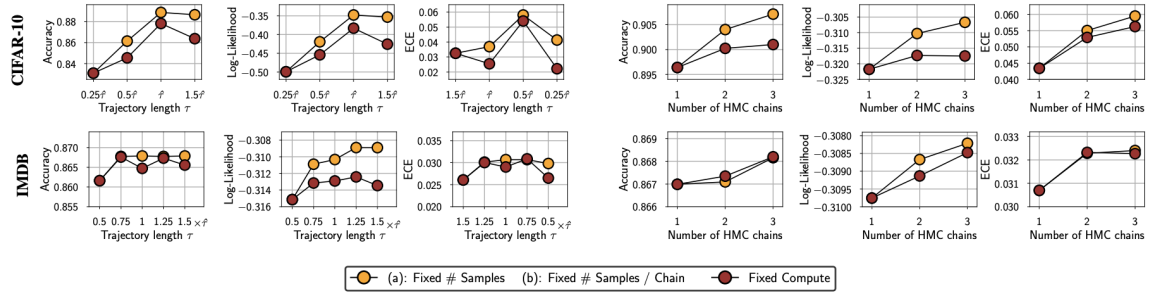 CIFAR-10
Accuracy
0.88
0.86
0.84
0.25τ̂ 0.5τ̂ τ̂ 1.5τ̂
Trajectory length τ
Log-Likelihood
−0.35
−0.40
−0.45
−0.50
0.25τ̂ 0.5τ̂ τ̂ 1.5τ̂
Trajectory length τ
ECE
0.06
0.05
0.04
0.03
0.02
1.5τ̂ τ̂ 0.5τ̂ 0.25τ̂
Trajectory length τ
Accuracy
0.905
0.900
0.895
1 2 3
Number of HMC chains
Log-Likelihood
−0.305
−0.310
−0.315
−0.320
−0.325
1 2 3
Number of HMC chains
ECE
0.060
0.055
0.050
0.045
0.040
1 2 3
Number of HMC chains
IMDB
Accuracy
0.870
0.865
0.860
0.855
0.5 0.75 1 1.25 1.5 ×τ̂
Trajectory length τ
Log-Likelihood
−0.308
−0.310
−0.312
−0.314
−0.316
0.5 0.75 1 1.25 1.5 ×τ̂
Trajectory length τ
ECE
0.035
0.030
0.025
0.020
1.5 1.25 1 0.75 0.5 ×τ̂
Trajectory length τ
Accuracy
0.869
0.868
0.867
0.866
1 2 3
Number of HMC chains
Log-Likelihood
−0.3080
−0.3085
−0.3090
−0.3095
−0.3100
1 2 3
Number of HMC chains
ECE
0.033
0.032
0.031
0.030
1 2 3
Number of HMC chains
(a): Fixed # Samples (b): Fixed # Samples / Chain Fixed Compute